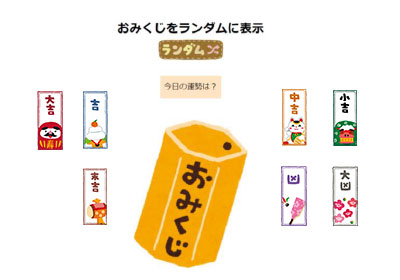 おみくじをランダムに表示
ランダム
今日の運勢は？
大吉
吉
中吉
小吉
末吉
凶
大凶
おみくじ